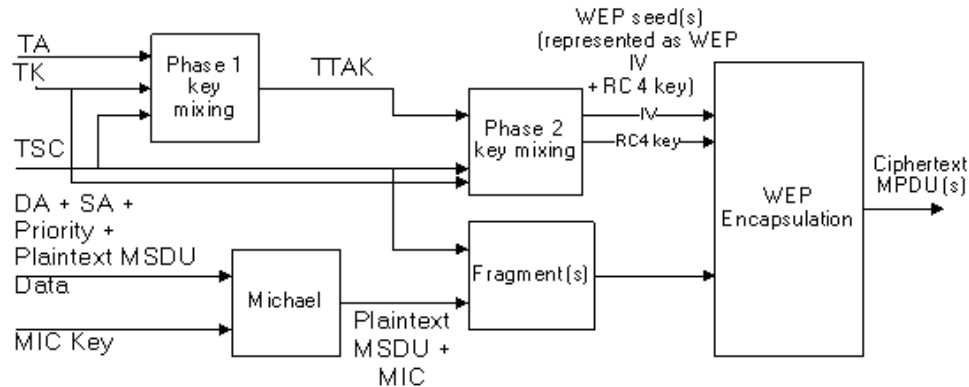 TA
TK
Phase 1
key
mixing
TTAK
WEP seed(s)
(represented as WEP
IV
+ RC4 key)
TSC
Phase 2
key mixing
IV
RC4 key
WEP
Encapsulation
Ciphertext
MPDU(s)
DA + SA +
Priority +
Plaintext MSDU
Data
Michael
MIC Key
Plaintext
MSDU +
MIC
Fragment(s)